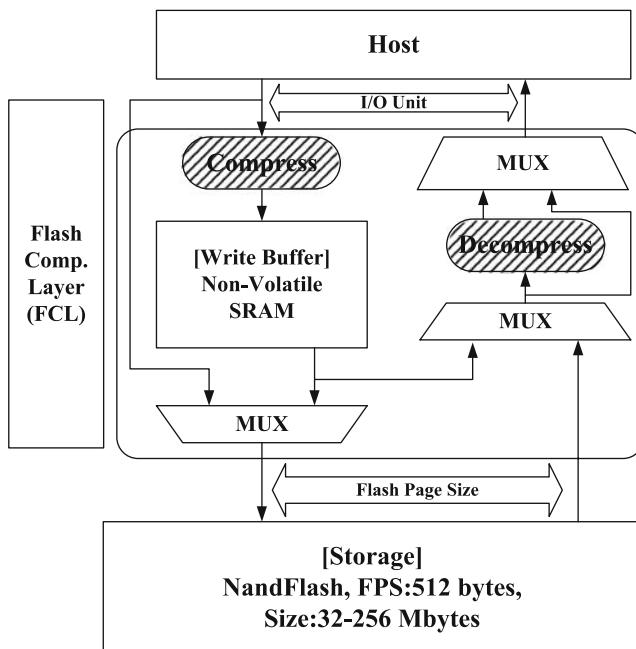 Host
I/O Unit
Compress
MUX
Flash
Comp.
Layer
(FCL)
[Write Buffer]
Non-Volatile
SRAM
Decompress
MUX
MUX
Flash Page Size
[Storage]
NandFlash, FPS:512 bytes,
Size:32-256 Mbytes